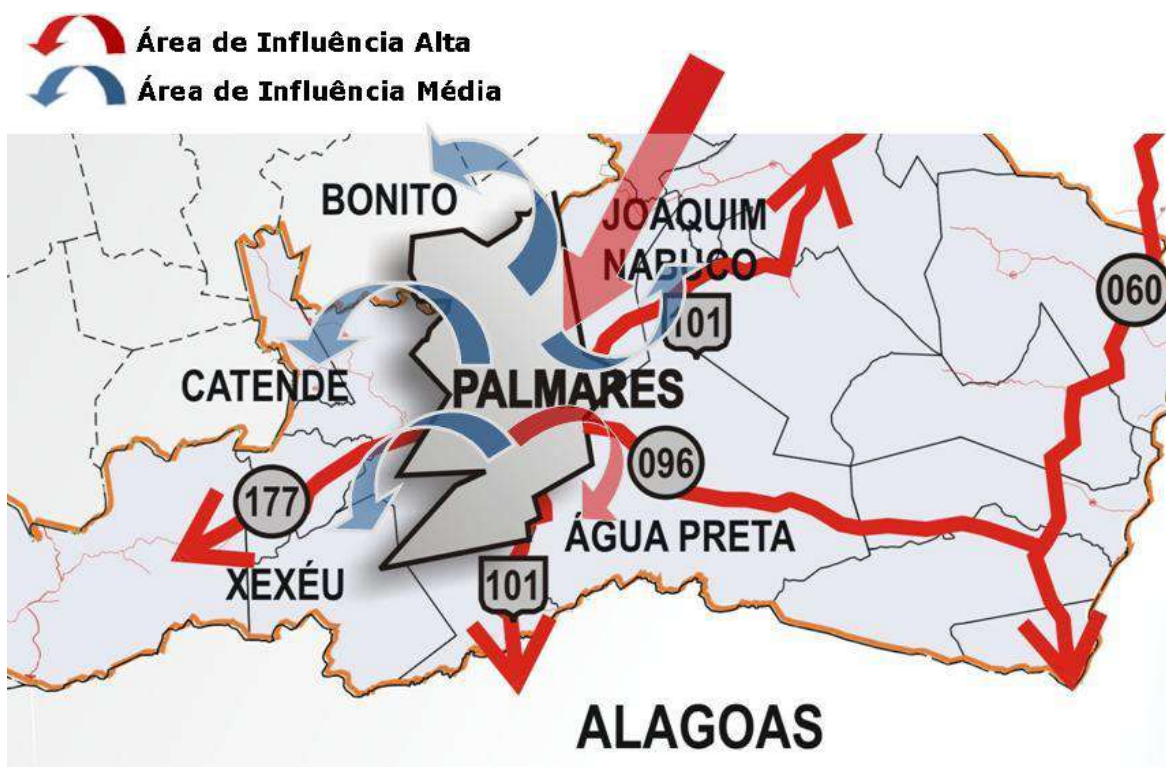 Área de Influência Alta
Área de Influência Média
BONITO
JOAQUIM
NABUCO
060
101
CATENDE
PALMARES
096
177
ÁGUA PRETA
XEXÉU
101
ALAGOAS